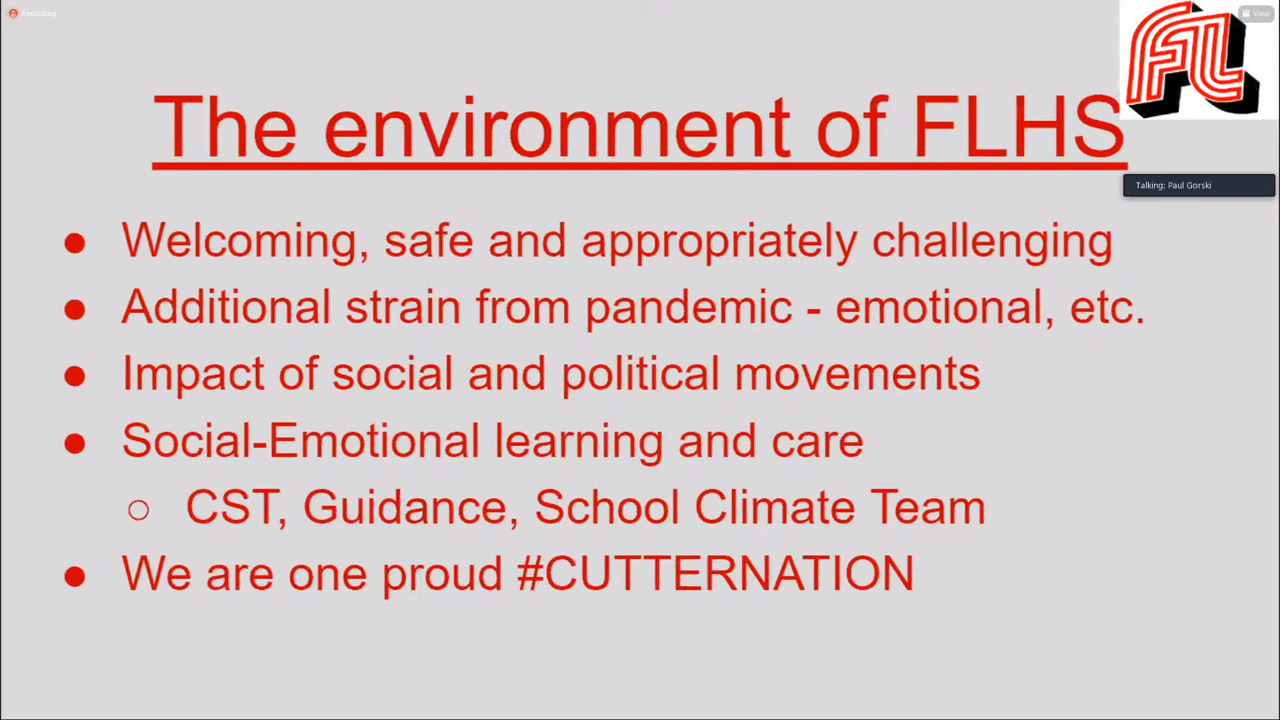 Recording
View
FL
The environment of FLHS
Talking: Paul Gorski
● Welcoming, safe and appropriately challenging
● Additional strain from pandemic - emotional, etc.
● Impact of social and political movements
● Social-Emotional learning and care
○ CST, Guidance, School Climate Team
● We are one proud #CUTTERNATION